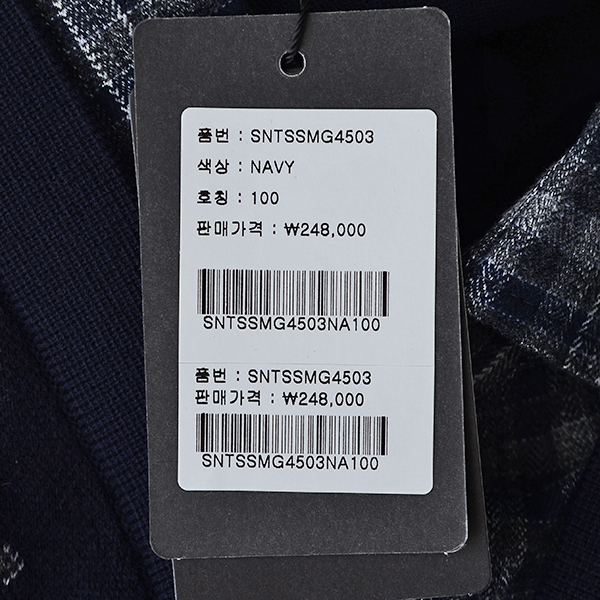 품번 : SNTSSMG4503
색상 : NAVY
호칭 : 100
판매가격 : ₩248,000
SNTSSMG4503NA100
품번 : SNTSSMG4503
판매가격 : ₩248,000
SNTSSMG4503NA100